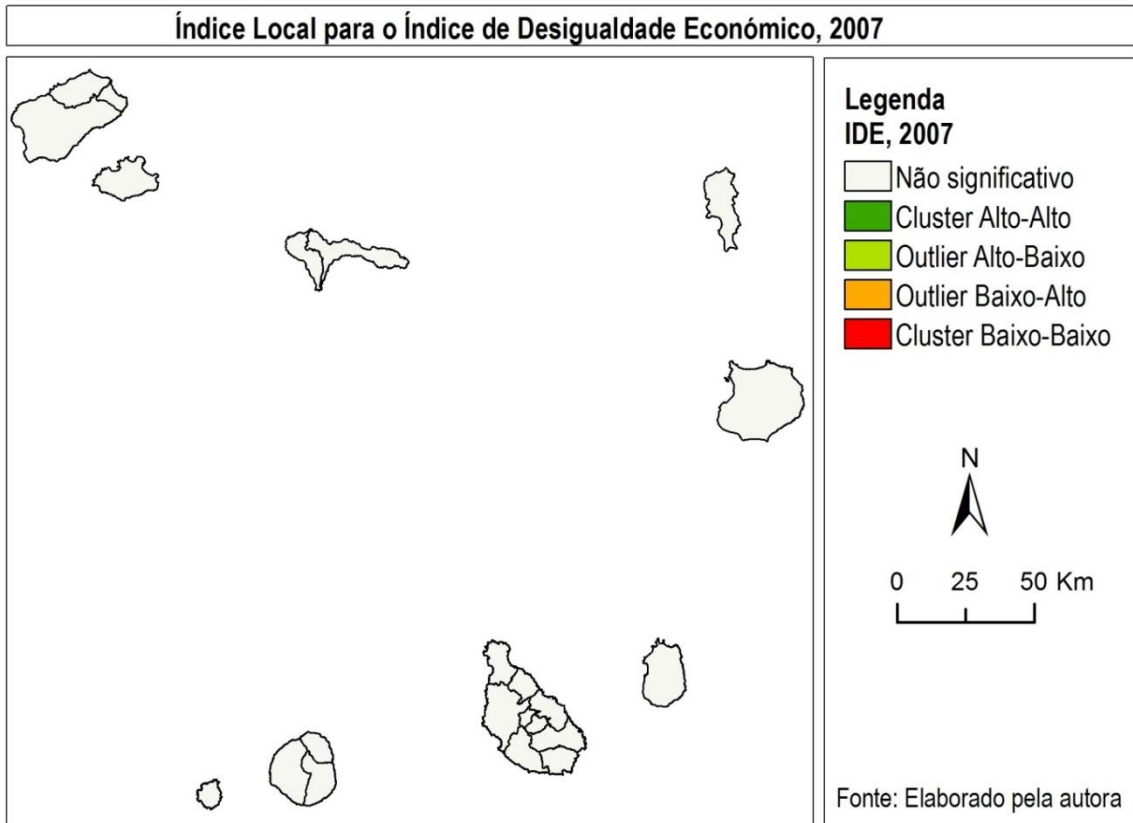 Índice Local para o Índice de Desigualdade Económico, 2007
Legenda
IDE, 2007
Não significativo
Cluster Alto-Alto
Outlier Alto-Baixo
Outlier Baixo-Alto
Cluster Baixo-Baixo
N
0 25 50 Km
Fonte: Elaborado pela autora